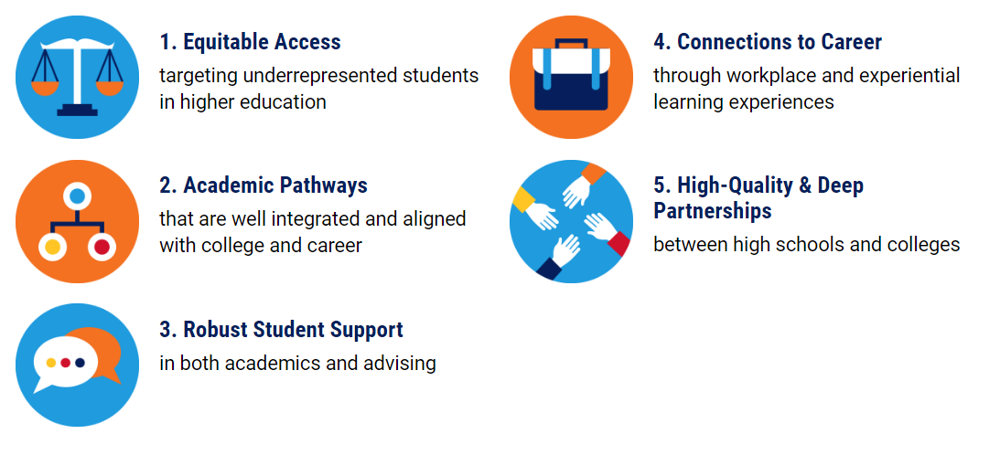 1. Equitable Access
targeting underrepresented students
in higher education
2. Academic Pathways
that are well integrated and aligned
with college and career
3. Robust Student Support
in both academics and advising
4. Connections to Career
through workplace and experiential
learning experiences
5. High-Quality & Deep
Partnerships
between high schools and colleges